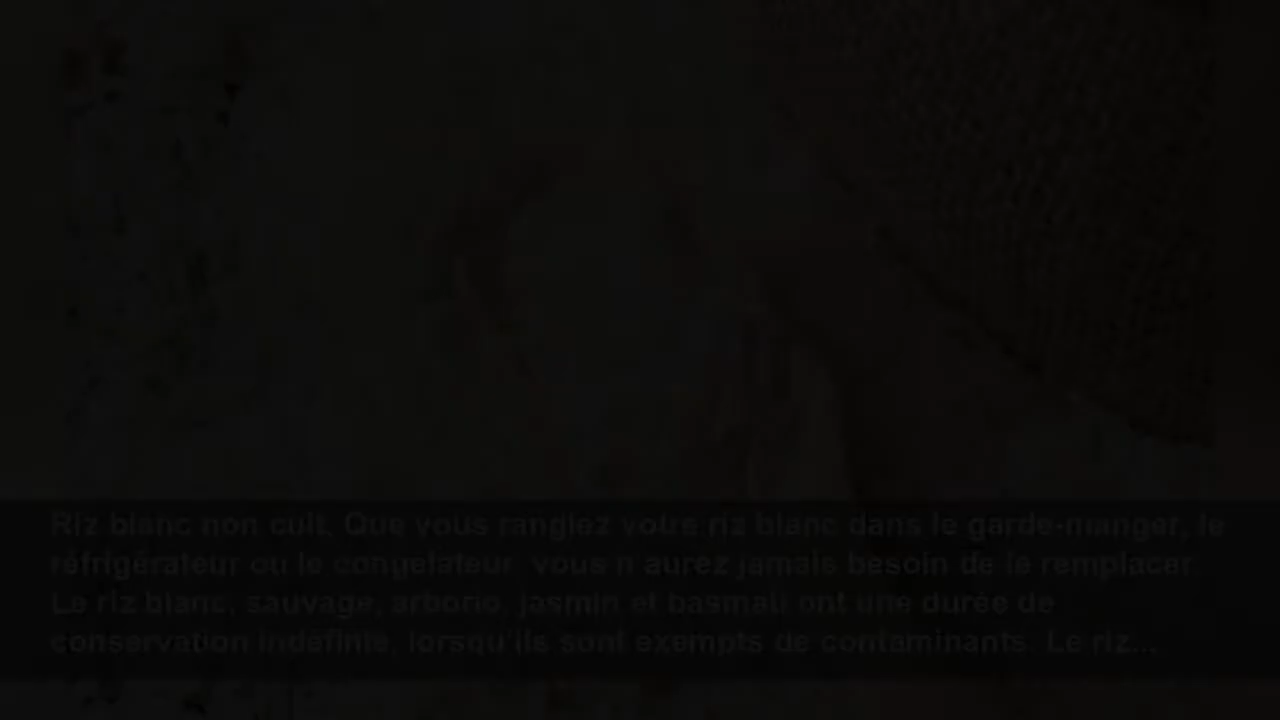 Riz blanc non cuit. Que vous rangiez votre riz blanc dans le garde-manger, le
réfrigérateur ou le congélateur, vous n'aurez jamais besoin de le remplacer.
Le riz blanc, sauvage, arborio, jasmin et basmati ont une durée de
conservation indéfinie, lorsqu'ils sont exempts de contaminants. Le riz...